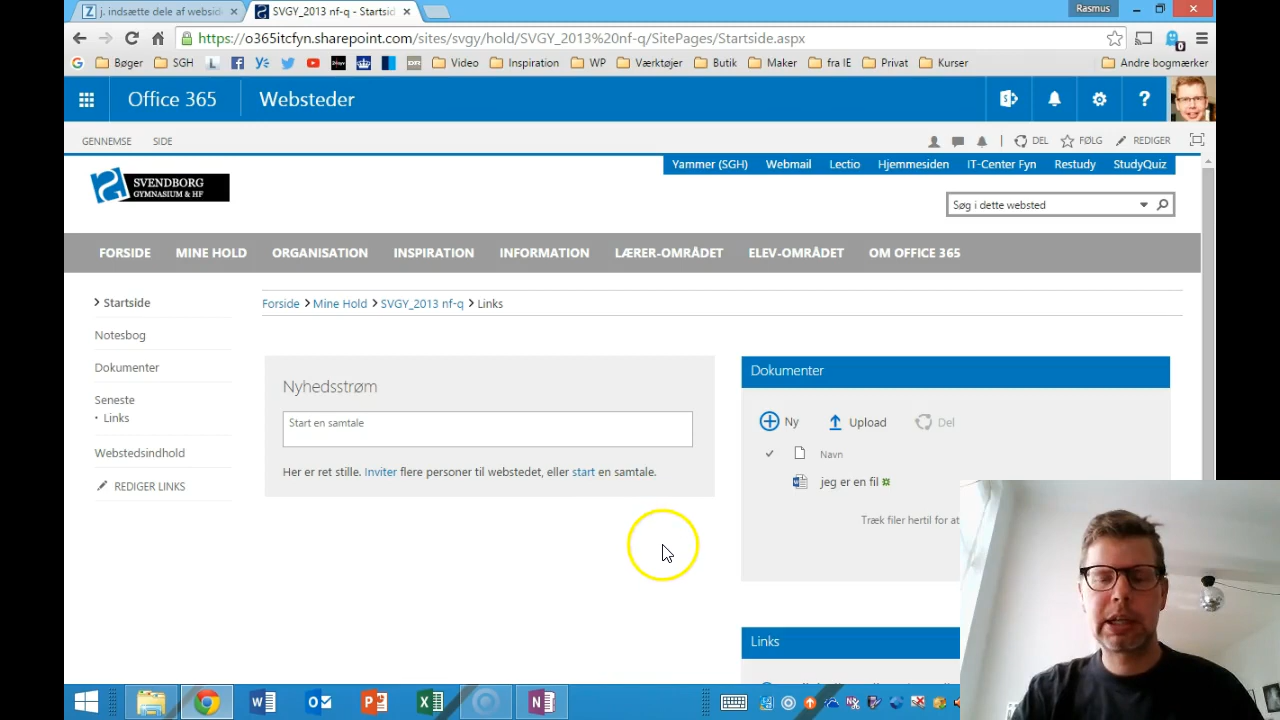 j. indsætte dele af webside
SVGY_2013 nf-q - Startsid
Rasmus
https://o365itcfyn.sharepoint.com/sites/svgy/hold/SVGY_2013%20nf-q/SitePages/Startside.aspx
Bøger SGH Video Inspiration WP Værktøjer Butik Maker fra IE Privat Kurser Andre bogmærker
Office 365 Websteder
GENNEMSE SIDE DEL FØLG REDIGER
Yammer (SGH) Webmail Lectio Hjemmesiden IT-Center Fyn Restudy StudyQuiz
SVENDBORG
GYMNASIUM & HF
Søg i dette websted
FORSIDE MINE HOLD ORGANISATION INSPIRATION INFORMATION LÆRER-OMRÅDET ELEV-OMRÅDET OM OFFICE 365
Startside
Notesbog
Dokumenter
Seneste
Links
Webstedsindhold
REDIGER LINKS
Forside > Mine Hold > SVGY_2013 nf-q > Links
Nyhedsstrøm
Start en samtale
Her er ret stille. Inviter flere personer til webstedet, eller start en samtale.
Dokumenter
Ny Upload Del
Navn
jeg er en fil
Træk filer hertil for at
Links